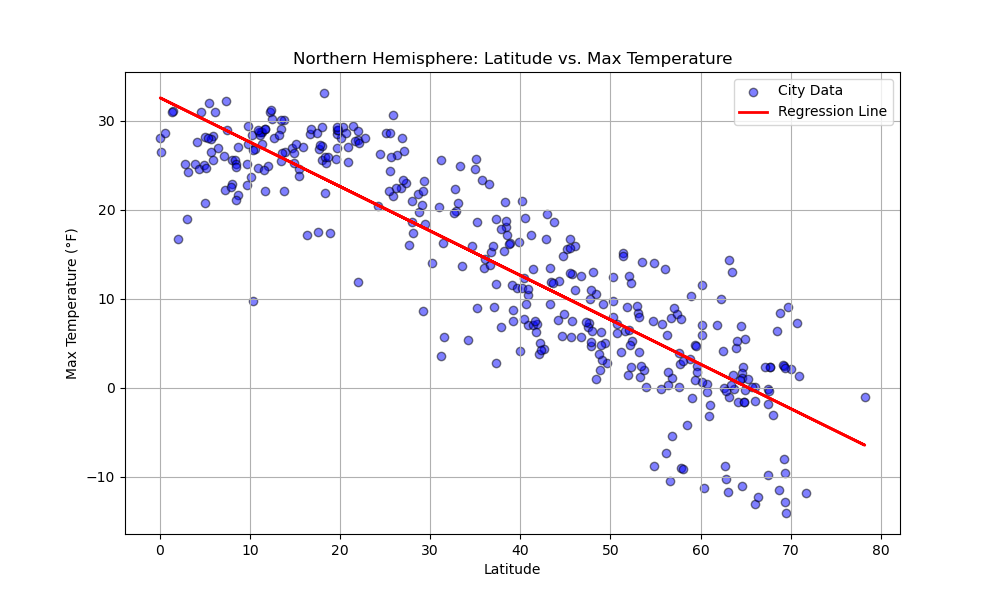 Northern Hemisphere: Latitude vs. Max Temperature
City Data
Regression Line
Max Temperature (°F)
30
20
10
0
−10
0 10 20 30 40 50 60 70 80
Latitude